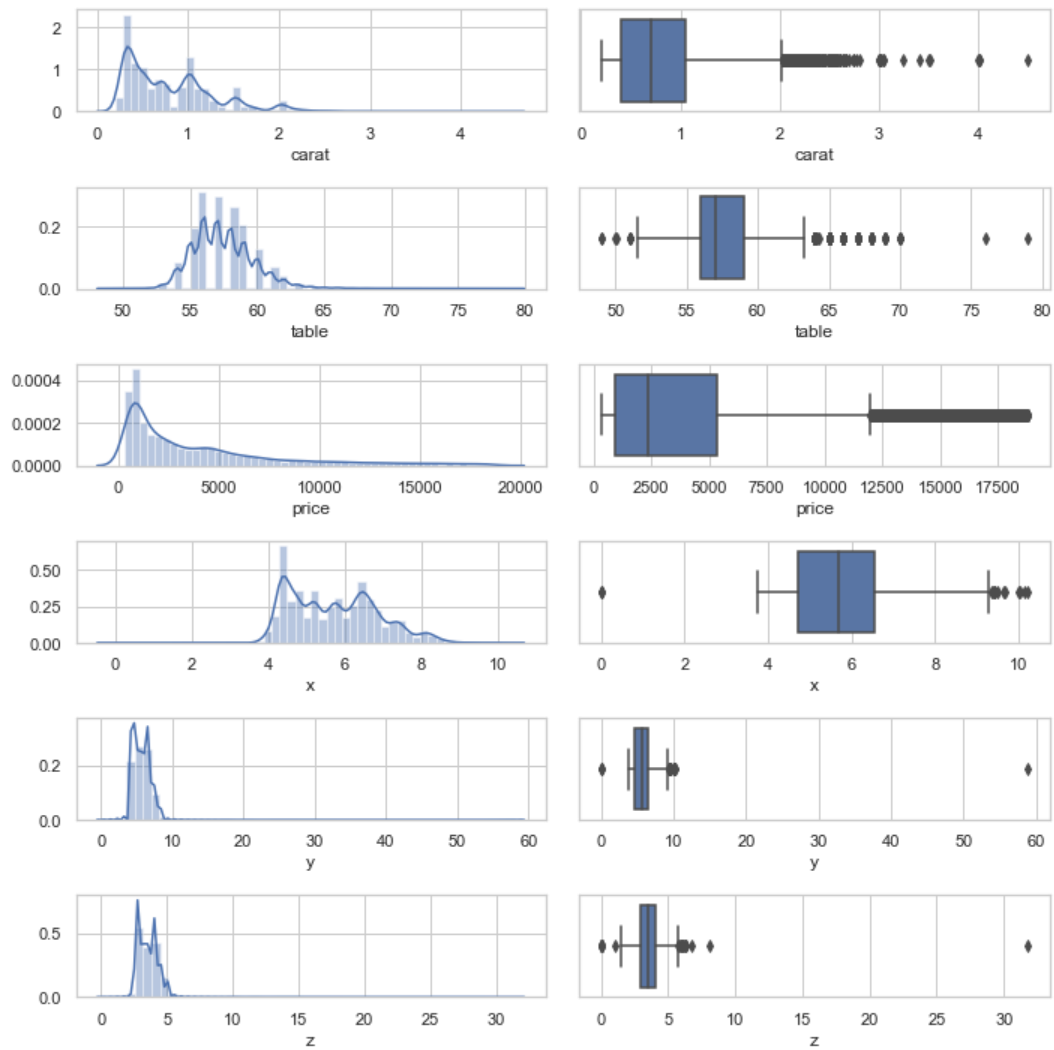 2
1
0
0 1 2 3 4
carat
0 1 2 3 4
carat
0.2
0.0
50 55 60 65 70 75 80
table
50 55 60 65 70 75 80
table
0.0004
0.0002
0.0000
0 5000 10000 15000 20000
price
0 2500 5000 7500 10000 12500 15000 17500
price
0.50
0.25
0.00
0 2 4 6 8 10
x
0 2 4 6 8 10
x
0.2
0.0
0 10 20 30 40 50 60
y
0 10 20 30 40 50 60
y
0.5
0.0
0 5 10 15 20 25 30
z
0 5 10 15 20 25 30
z